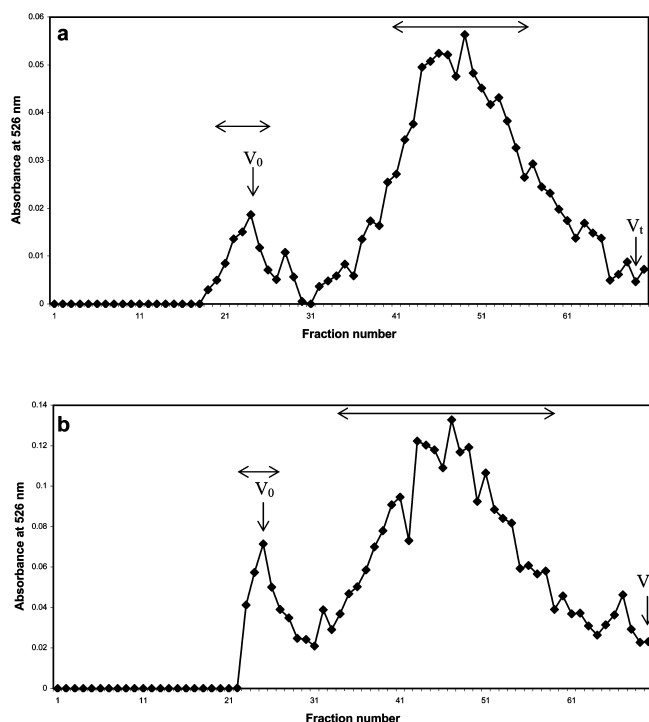 a
Absorbance at 526 nm
0.06
0.05
0.04
0.03
0.02
0.01
0
V0
Vt
1 11 21 31 41 51 61
Fraction number
b
Absorbance at 526 nm
0.14
0.12
0.1
0.08
0.06
0.04
0.02
0
V0
V
1 11 21 31 41 51 61
Fraction number